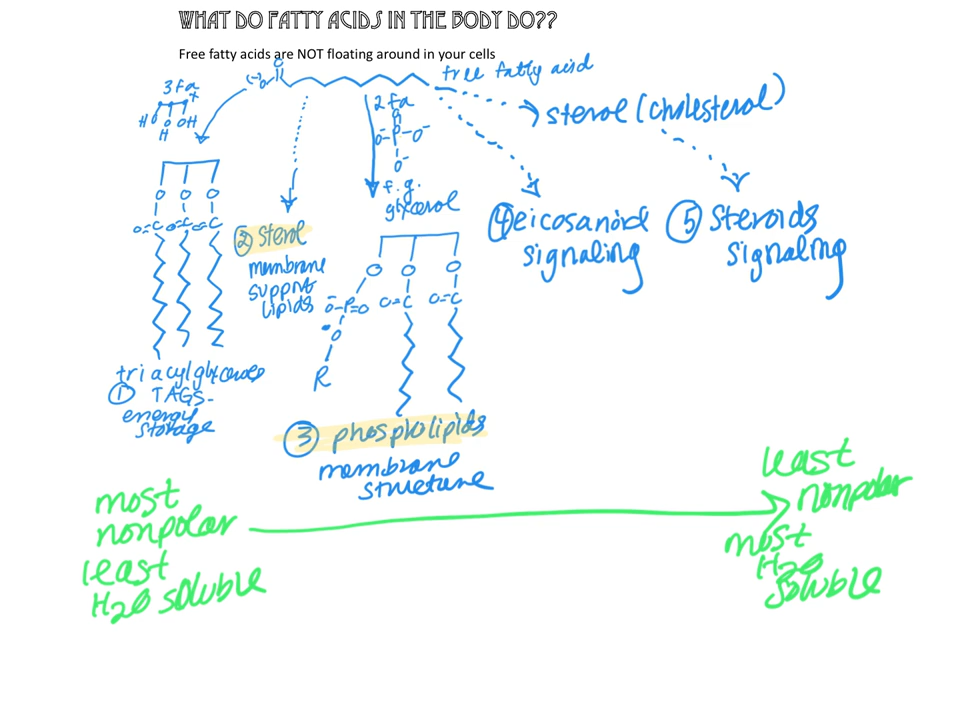 WHAT DO FATTY ACIDS IN THE BODY DO??
Free fatty acids are NOT floating around in your cells
free fatty acid
3 Fa
+
HO OH OH
(-)O
O
2 Fa
O
O⁻-P-O⁻
O⁻
f.g.
glycerol
sterol (cholesterol)
④ eicosanoid
signaling
⑤ Steroids
signaling
O O O
O=C O=C O=C
② Sterol
membrane
support
lipids
O O O
O⁻-P=O O=C O=C
O
R
triacylglycerols
① TAGS-
energy
storage
③ phospholipids
membrane
structure
most
nonpolar
least
H2O soluble
least
nonpolar
most
H2O
soluble